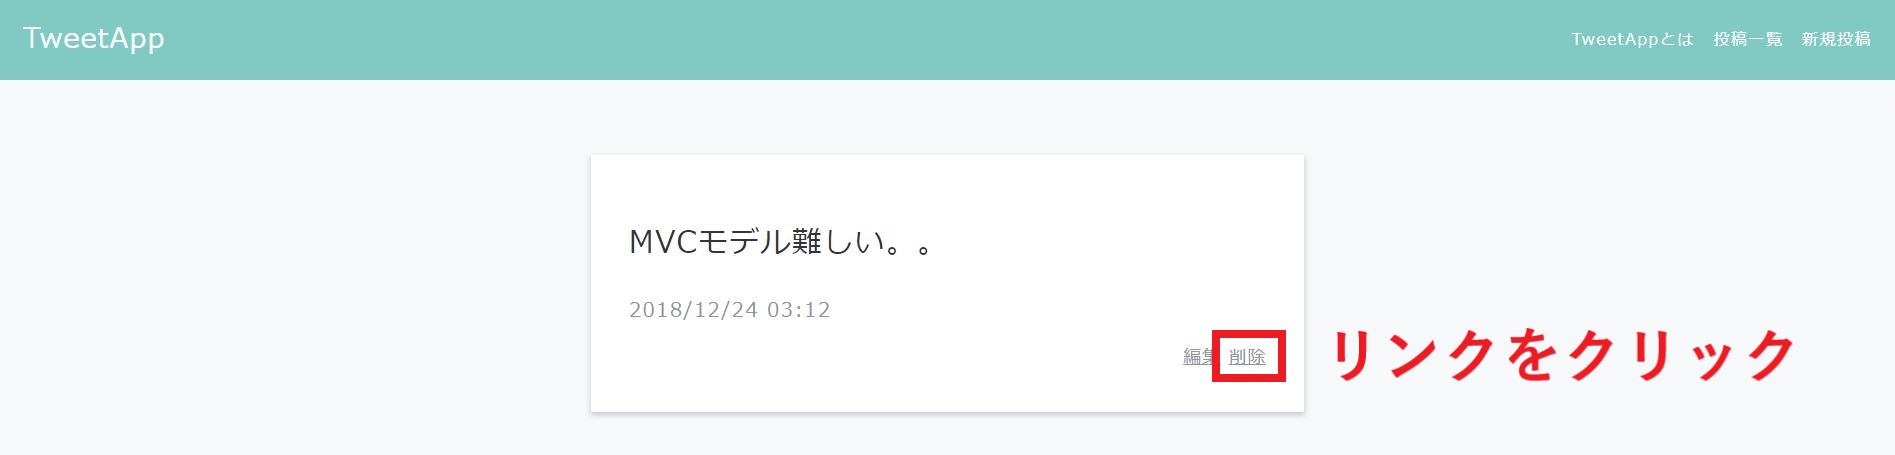 TweetApp
TweetAppとは 投稿一覧 新規投稿
MVCモデル難しい。。
2018/12/24 03:12
編集 削除
リンクをクリック